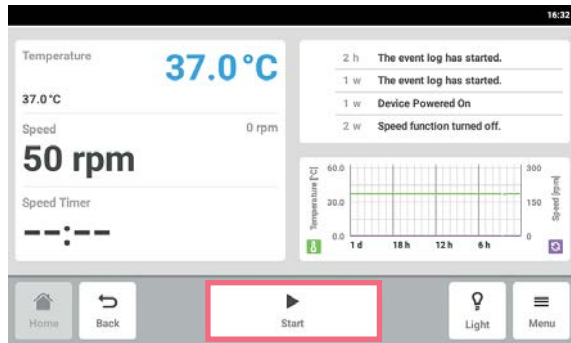 16:32
Temperature
37.0 °C
37.0 °C
Speed
0 rpm
50 rpm
Speed Timer
--:--
2 h The event log has started.
1 w The event log has started.
1 w Device Powered On
2 w Speed function turned off.
Temperature [°C]
60.0
30.0
0.0
1 d 18 h 12 h 6 h
300
150
0
Speed [rpm]
Home
Back
Start
Light
Menu